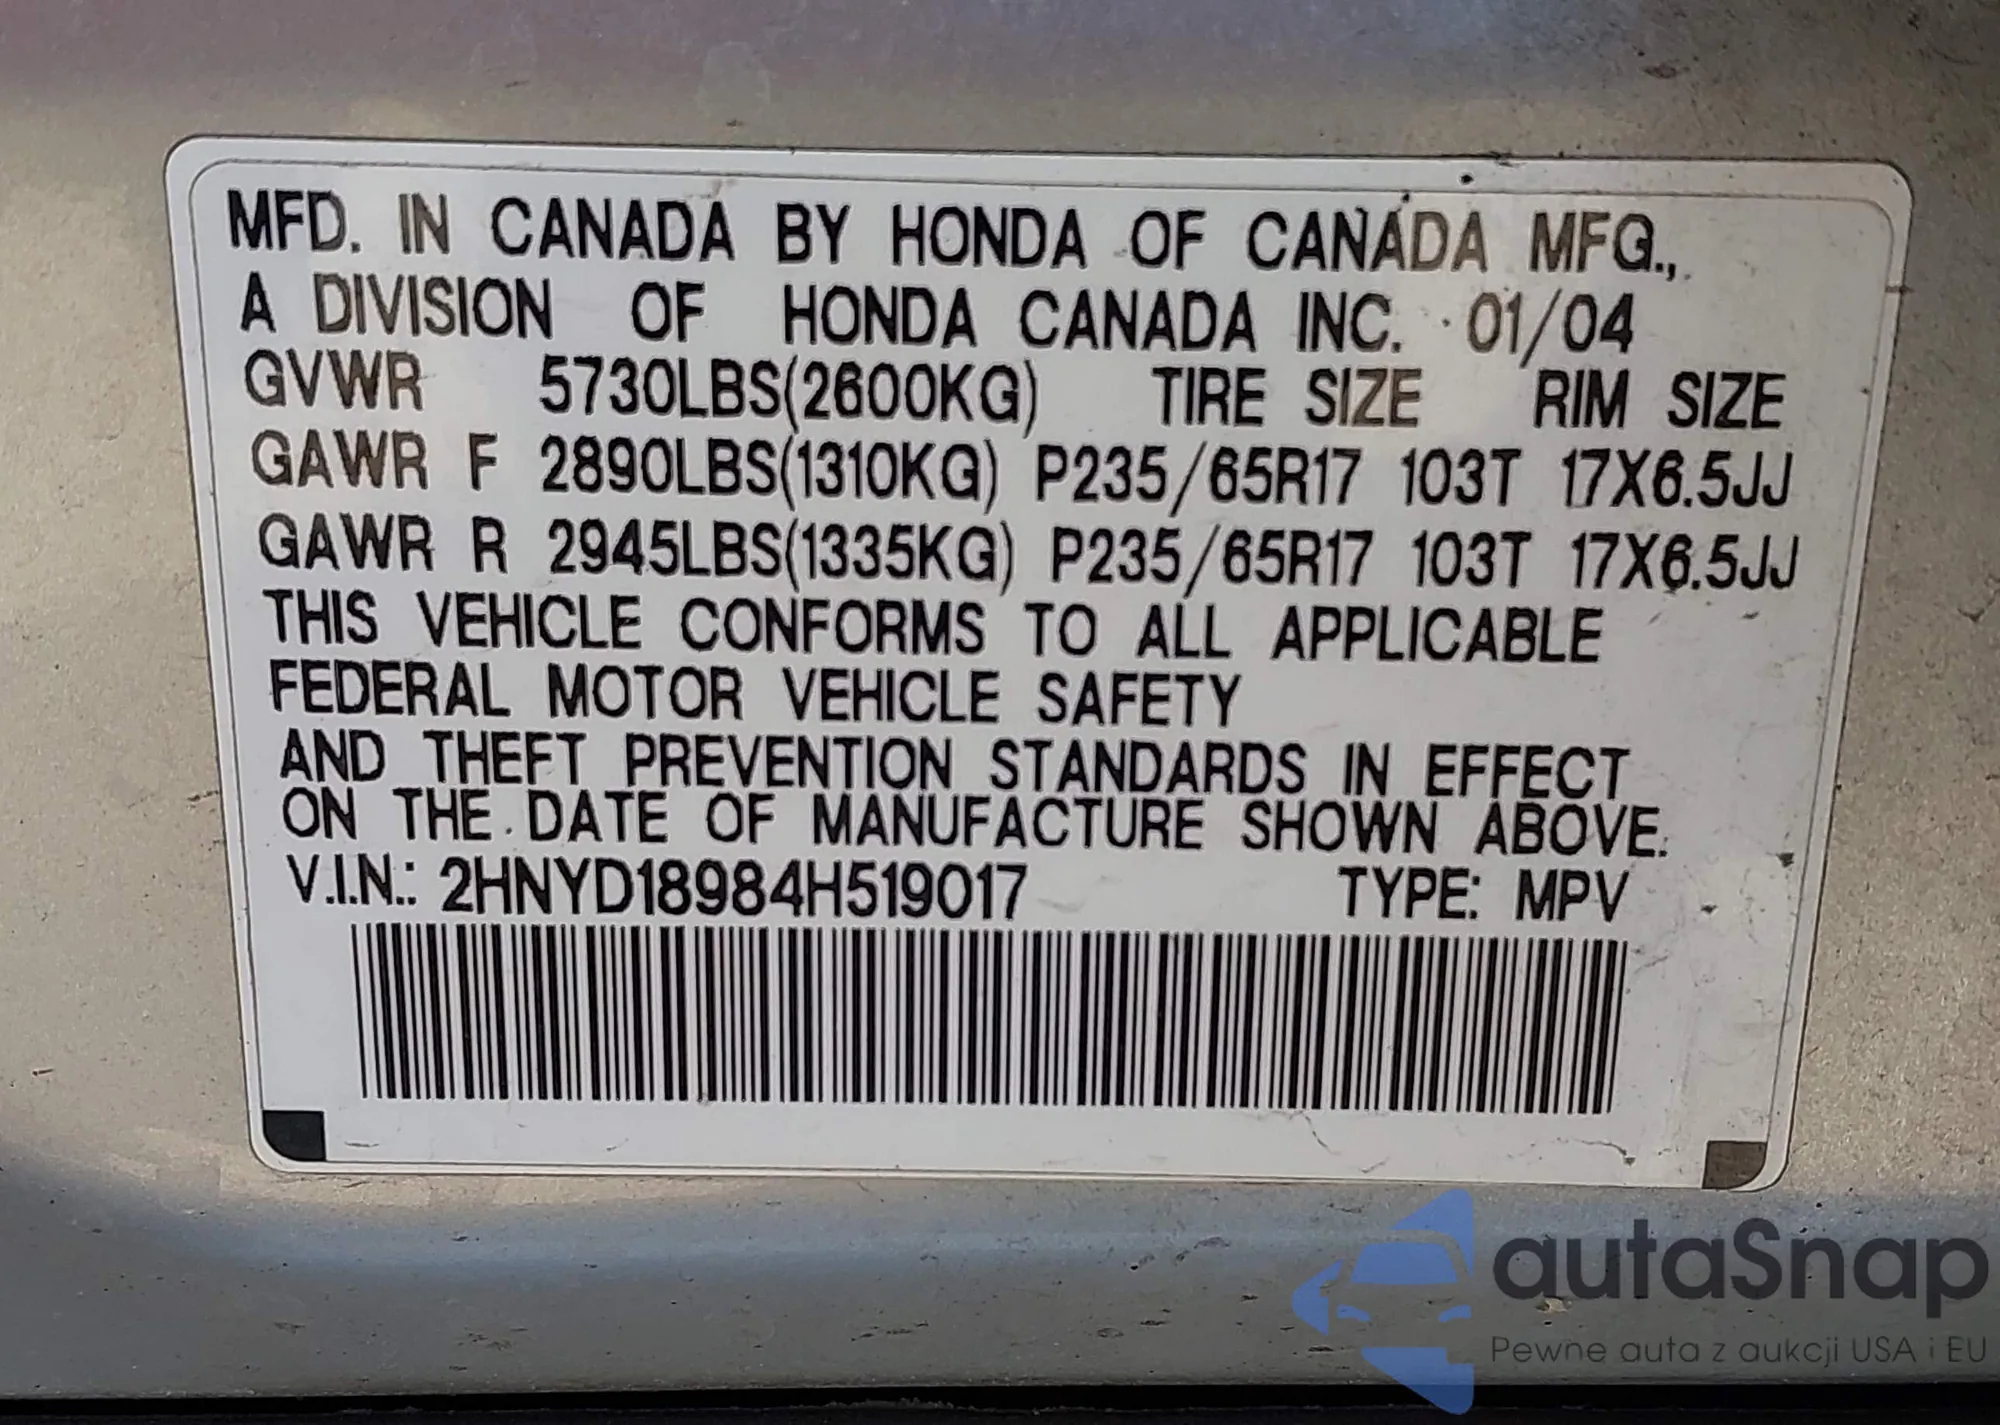 MFD. IN CANADA BY HONDA OF CANADA MFG.,
A DIVISION OF HONDA CANADA INC. 01/04
GVWR 5730LBS(2600KG) TIRE SIZE RIM SIZE
GAWR F 2890LBS(1310KG) P235/65R17 103T 17X6.5JJ
GAWR R 2945LBS(1335KG) P235/65R17 103T 17X6.5JJ
THIS VEHICLE CONFORMS TO ALL APPLICABLE
FEDERAL MOTOR VEHICLE SAFETY
AND THEFT PREVENTION STANDARDS IN EFFECT
ON THE DATE OF MANUFACTURE SHOWN ABOVE.
V.I.N.: 2HNYD18984H519017 TYPE: MPV
autaSnap
Pewne auta z aukcji USA i EU